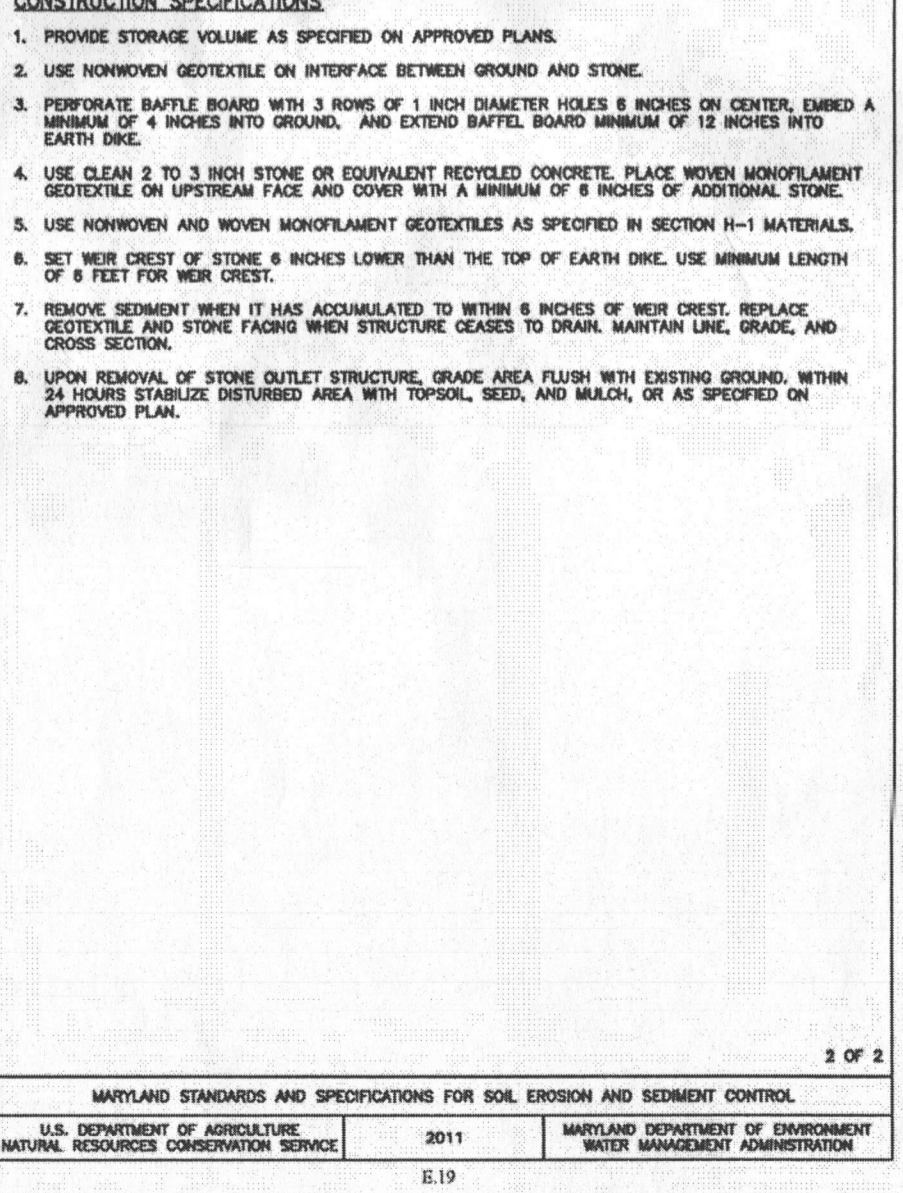 CONSTRUCTION SPECIFICATIONS
1. PROVIDE STORAGE VOLUME AS SPECIFIED ON APPROVED PLANS.
2. USE NONWOVEN GEOTEXTILE ON INTERFACE BETWEEN GROUND AND STONE.
3. PERFORATE BAFFLE BOARD WITH 3 ROWS OF 1 INCH DIAMETER HOLES 6 INCHES ON CENTER, EMBED A
MINIMUM OF 4 INCHES INTO GROUND, AND EXTEND BAFFEL BOARD MINIMUM OF 12 INCHES INTO
EARTH DIKE.
4. USE CLEAN 2 TO 3 INCH STONE OR EQUIVALENT RECYCLED CONCRETE. PLACE WOVEN MONOFILAMENT
GEOTEXTILE ON UPSTREAM FACE AND COVER WITH A MINIMUM OF 6 INCHES OF ADDITIONAL STONE.
5. USE NONWOVEN AND WOVEN MONOFILAMENT GEOTEXTILES AS SPECIFIED IN SECTION H-1 MATERIALS.
6. SET WEIR CREST OF STONE 6 INCHES LOWER THAN THE TOP OF EARTH DIKE. USE MINIMUM LENGTH
OF 6 FEET FOR WEIR CREST.
7. REMOVE SEDIMENT WHEN IT HAS ACCUMULATED TO WITHIN 6 INCHES OF WEIR CREST. REPLACE
GEOTEXTILE AND STONE FACING WHEN STRUCTURE CEASES TO DRAIN. MAINTAIN LINE, GRADE, AND
CROSS SECTION.
8. UPON REMOVAL OF STONE OUTLET STRUCTURE, GRADE AREA FLUSH WITH EXISTING GROUND. WITHIN
24 HOURS STABILIZE DISTURBED AREA WITH TOPSOIL, SEED, AND MULCH, OR AS SPECIFIED ON
APPROVED PLAN.
2 OF 2
MARYLAND STANDARDS AND SPECIFICATIONS FOR SOIL EROSION AND SEDIMENT CONTROL
U.S. DEPARTMENT OF AGRICULTURE
NATURAL RESOURCES CONSERVATION SERVICE
2011
MARYLAND DEPARTMENT OF ENVIRONMENT
WATER MANAGEMENT ADMINISTRATION
E.19